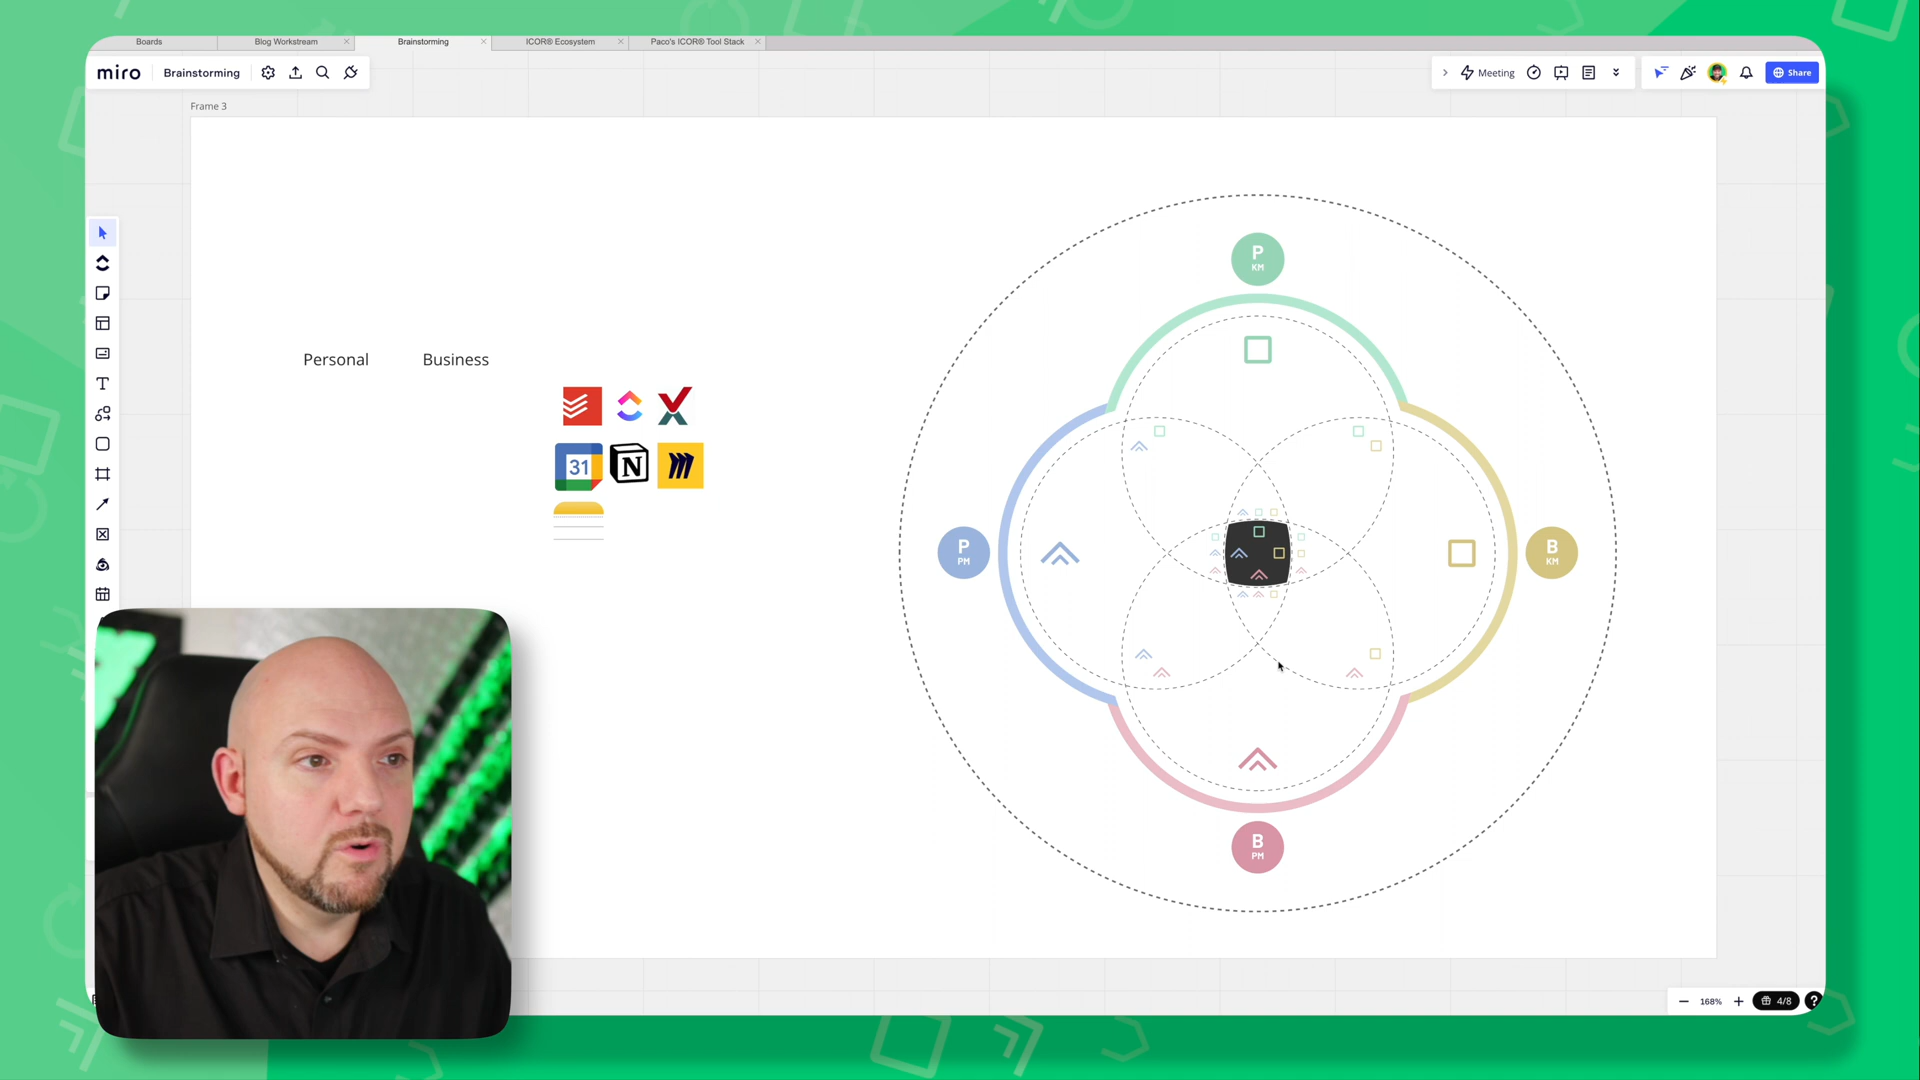 Boards
Blog Workstream
Brainstorming
ICOR® Ecosystem
Paco's ICOR® Tool Stack
miro
Brainstorming
Meeting
Share
Frame 3
P
KM
Personal
Business
31
N
P
PM
B
KM
B
PM
168%
4/8
?